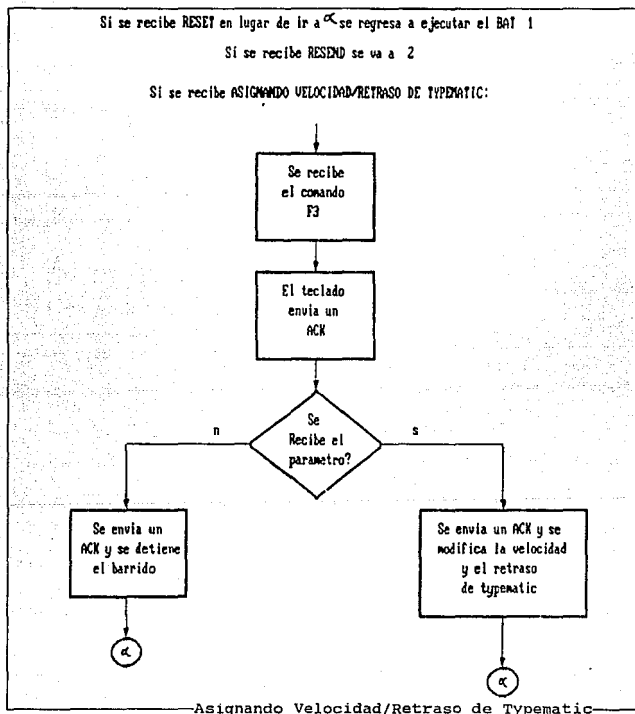 Si se recibe RESET en lugar de ir a α se regresa a ejecutar el BAT 1
Si se recibe RESEND se va a 2
Si se recibe ASIGNANDO VELOCIDAD/RETRASO DE TYPEMATIC:
Se recibe
el comando
F3
El teclado
envia un
ACK
Se
Recibe el
parametro?
n
s
Se envia un
ACK y se detiene
el barrido
Se envia un ACK y se
modifica la velocidad
y el retraso
de typematic
α
α
Asignando Velocidad/Retraso de Typematic